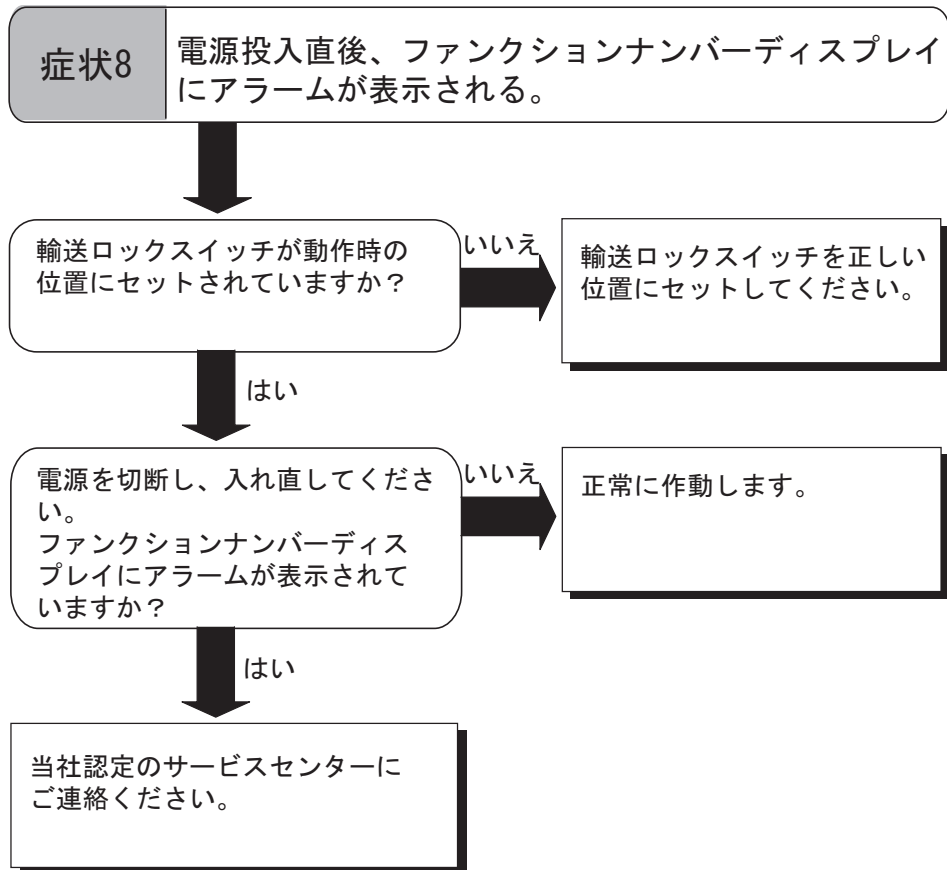 症状8
電源投入直後、ファンクションナンバーディスプレイ
にアラームが表示される。
輸送ロックスイッチが動作時の
位置にセットされていますか？
いいえ
輸送ロックスイッチを正しい
位置にセットしてください。
はい
電源を切断し、入れ直してくださ
い。
ファンクションナンバーディス
プレイにアラームが表示されて
いますか？
いいえ
正常に作動します。
はい
当社認定のサービスセンターに
ご連絡ください。